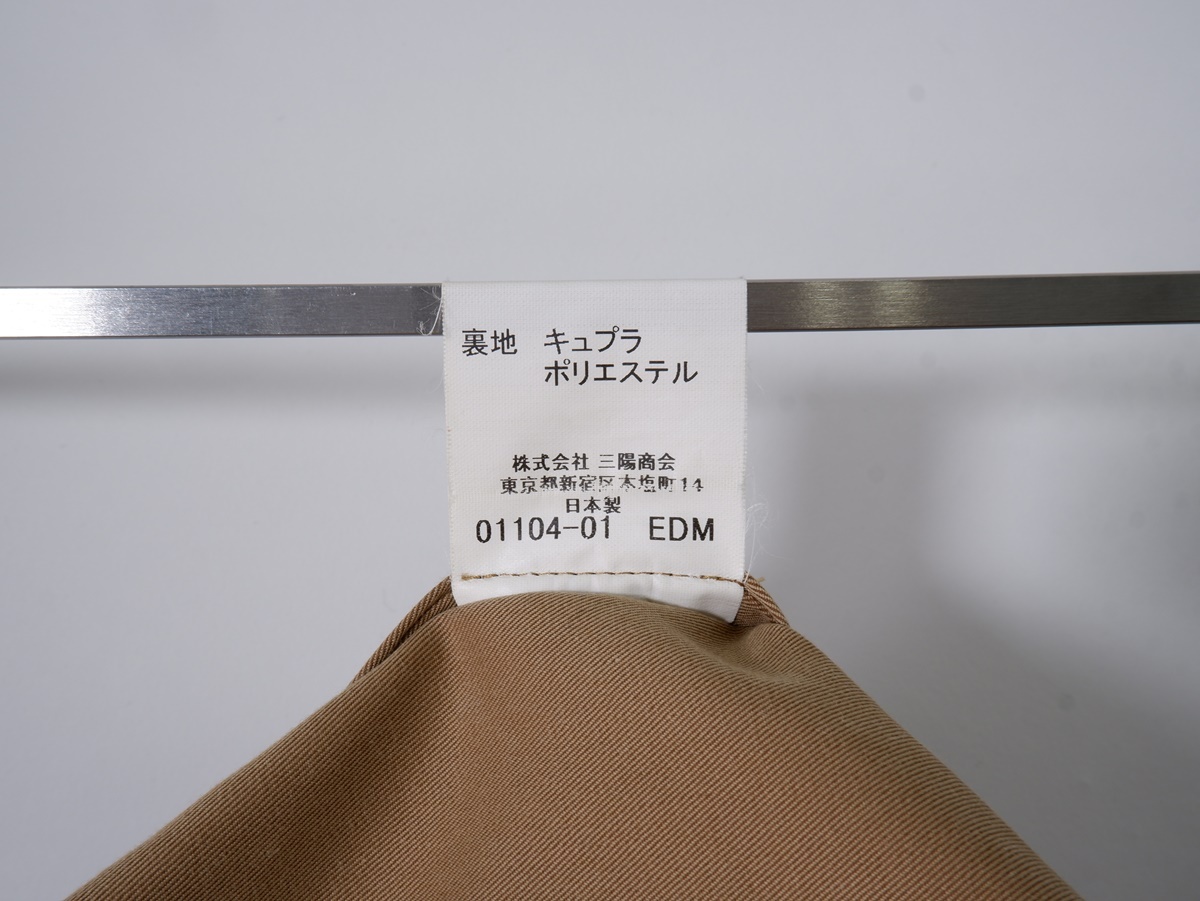 裏地 キュプラ
ポリエステル
株式会社 三陽商会
東京都新宿区本塩町14
日本製
01104-01 EDM